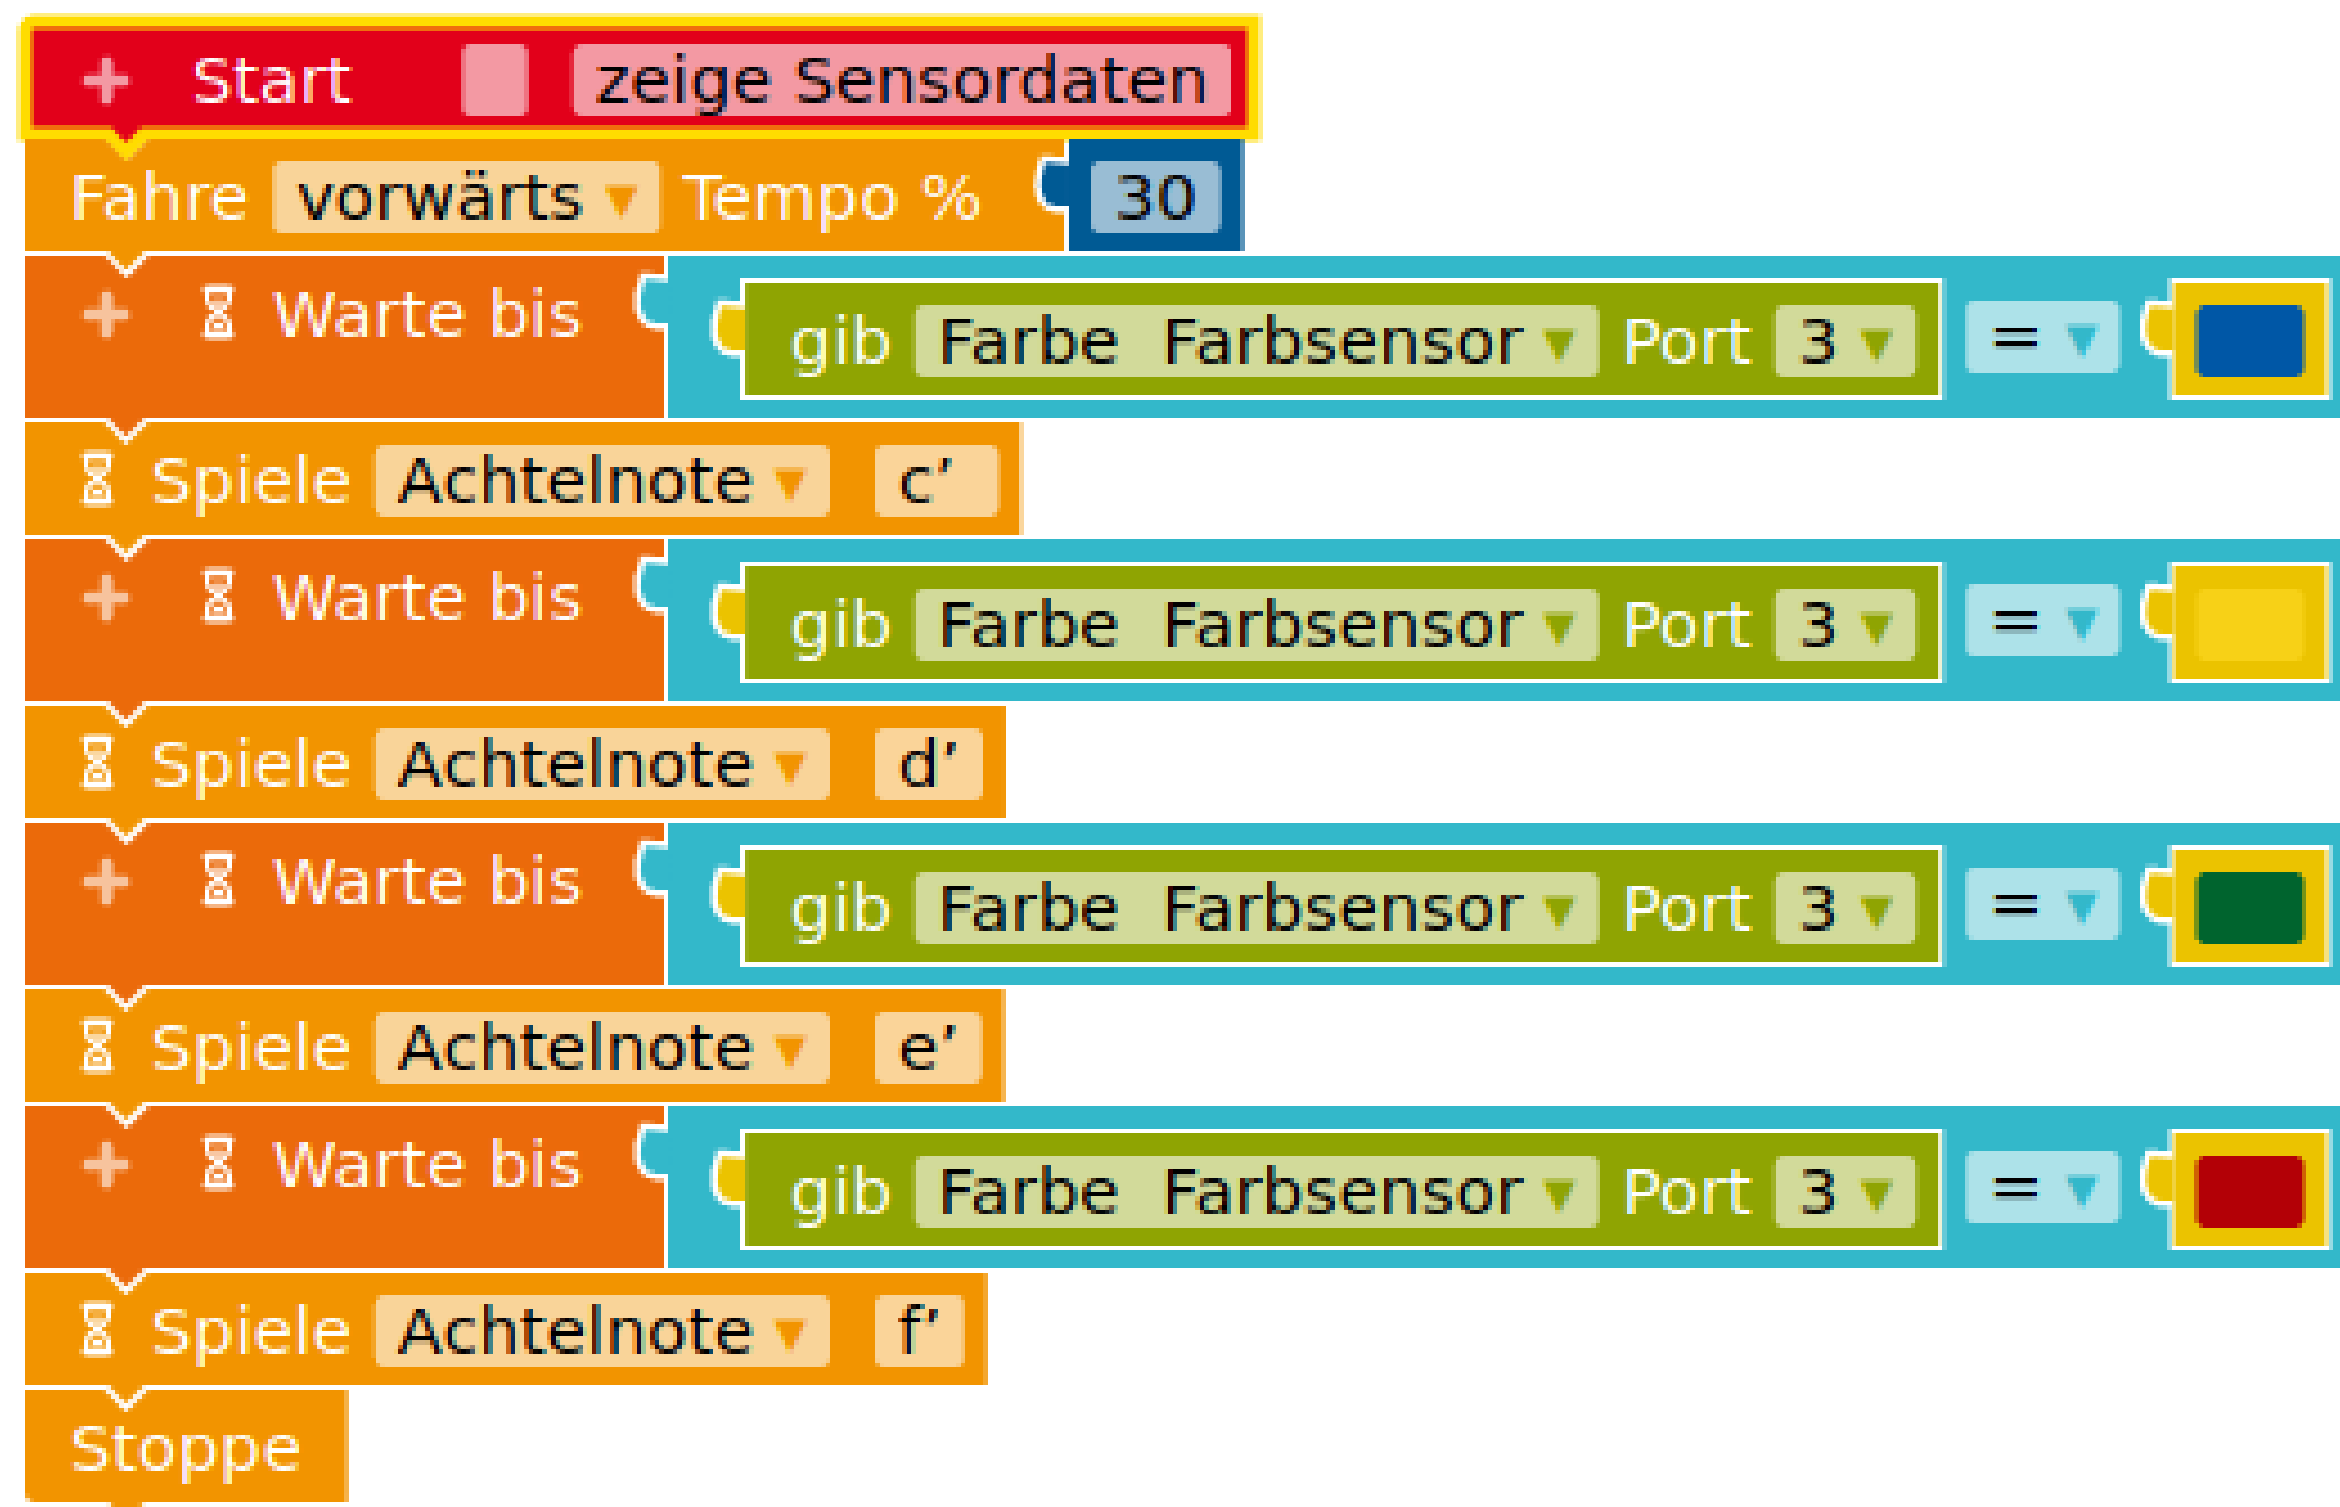 + Start zeige Sensordaten
Fahre vorwärts ▾ Tempo % 30
+ Warte bis gib Farbe Farbsensor ▾ Port 3 ▾ = ▾
Spiele Achtelnote ▾ c’
+ Warte bis gib Farbe Farbsensor ▾ Port 3 ▾ = ▾
Spiele Achtelnote ▾ d’
+ Warte bis gib Farbe Farbsensor ▾ Port 3 ▾ = ▾
Spiele Achtelnote ▾ e’
+ Warte bis gib Farbe Farbsensor ▾ Port 3 ▾ = ▾
Spiele Achtelnote ▾ f’
Stoppe